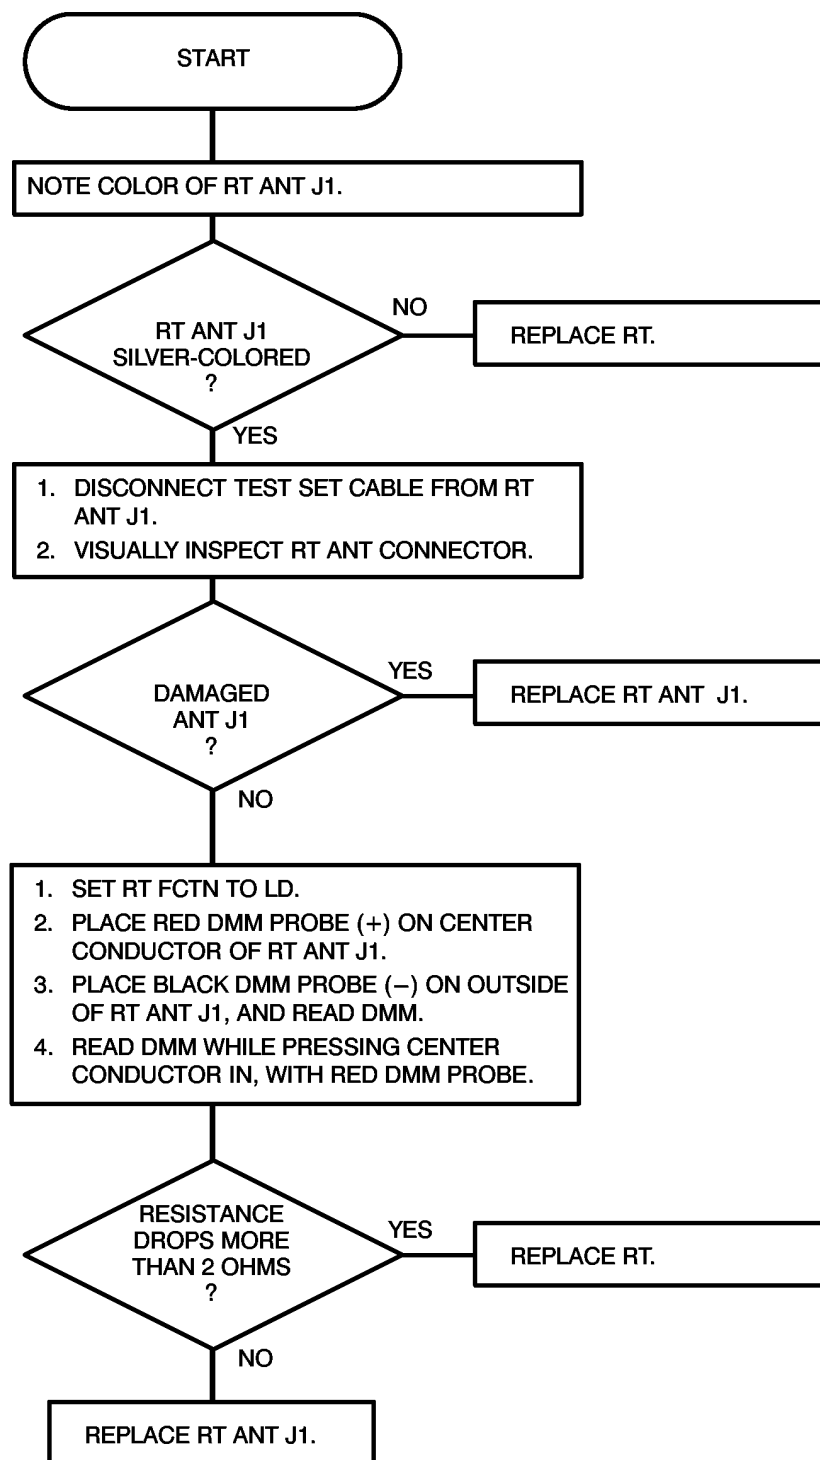 START
NOTE COLOR OF RT ANT J1.
RT ANT J1
SILVER-COLORED
?
NO
REPLACE RT.
YES
1. DISCONNECT TEST SET CABLE FROM RT
ANT J1.
2. VISUALLY INSPECT RT ANT CONNECTOR.
DAMAGED
ANT J1
?
YES
REPLACE RT ANT J1.
NO
1. SET RT FCTN TO LD.
2. PLACE RED DMM PROBE (+) ON CENTER
CONDUCTOR OF RT ANT J1.
3. PLACE BLACK DMM PROBE (−) ON OUTSIDE
OF RT ANT J1, AND READ DMM.
4. READ DMM WHILE PRESSING CENTER
CONDUCTOR IN, WITH RED DMM PROBE.
RESISTANCE
DROPS MORE
THAN 2 OHMS
?
YES
REPLACE RT.
NO
REPLACE RT ANT J1.